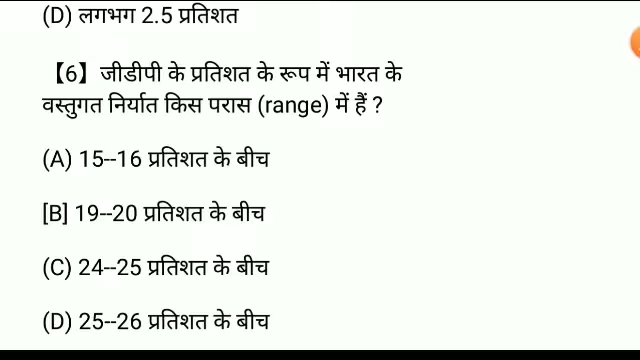 (D) लगभग 2.5 प्रतिशत
【6】 जीडीपी के प्रतिशत के रूप में भारत के
वस्तुगत निर्यात किस परास (range) में हैं ?
(A) 15--16 प्रतिशत के बीच
[B] 19--20 प्रतिशत के बीच
(C) 24--25 प्रतिशत के बीच
(D) 25--26 प्रतिशत के बीच